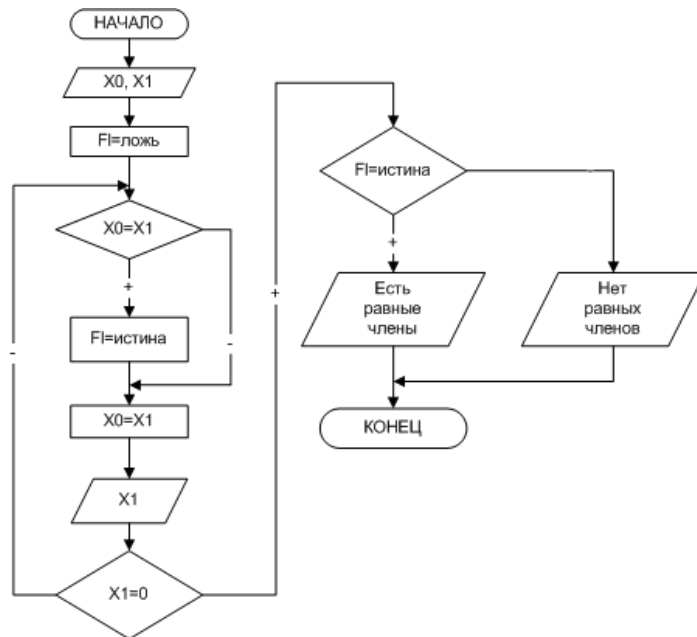 НАЧАЛО
X0, X1
Fl=ложь
X0=X1
+
-
Fl=истина
X0=X1
X1
X1=0
-
+
Fl=истина
+
-
Есть
равные
члены
Нет
равных
членов
КОНЕЦ